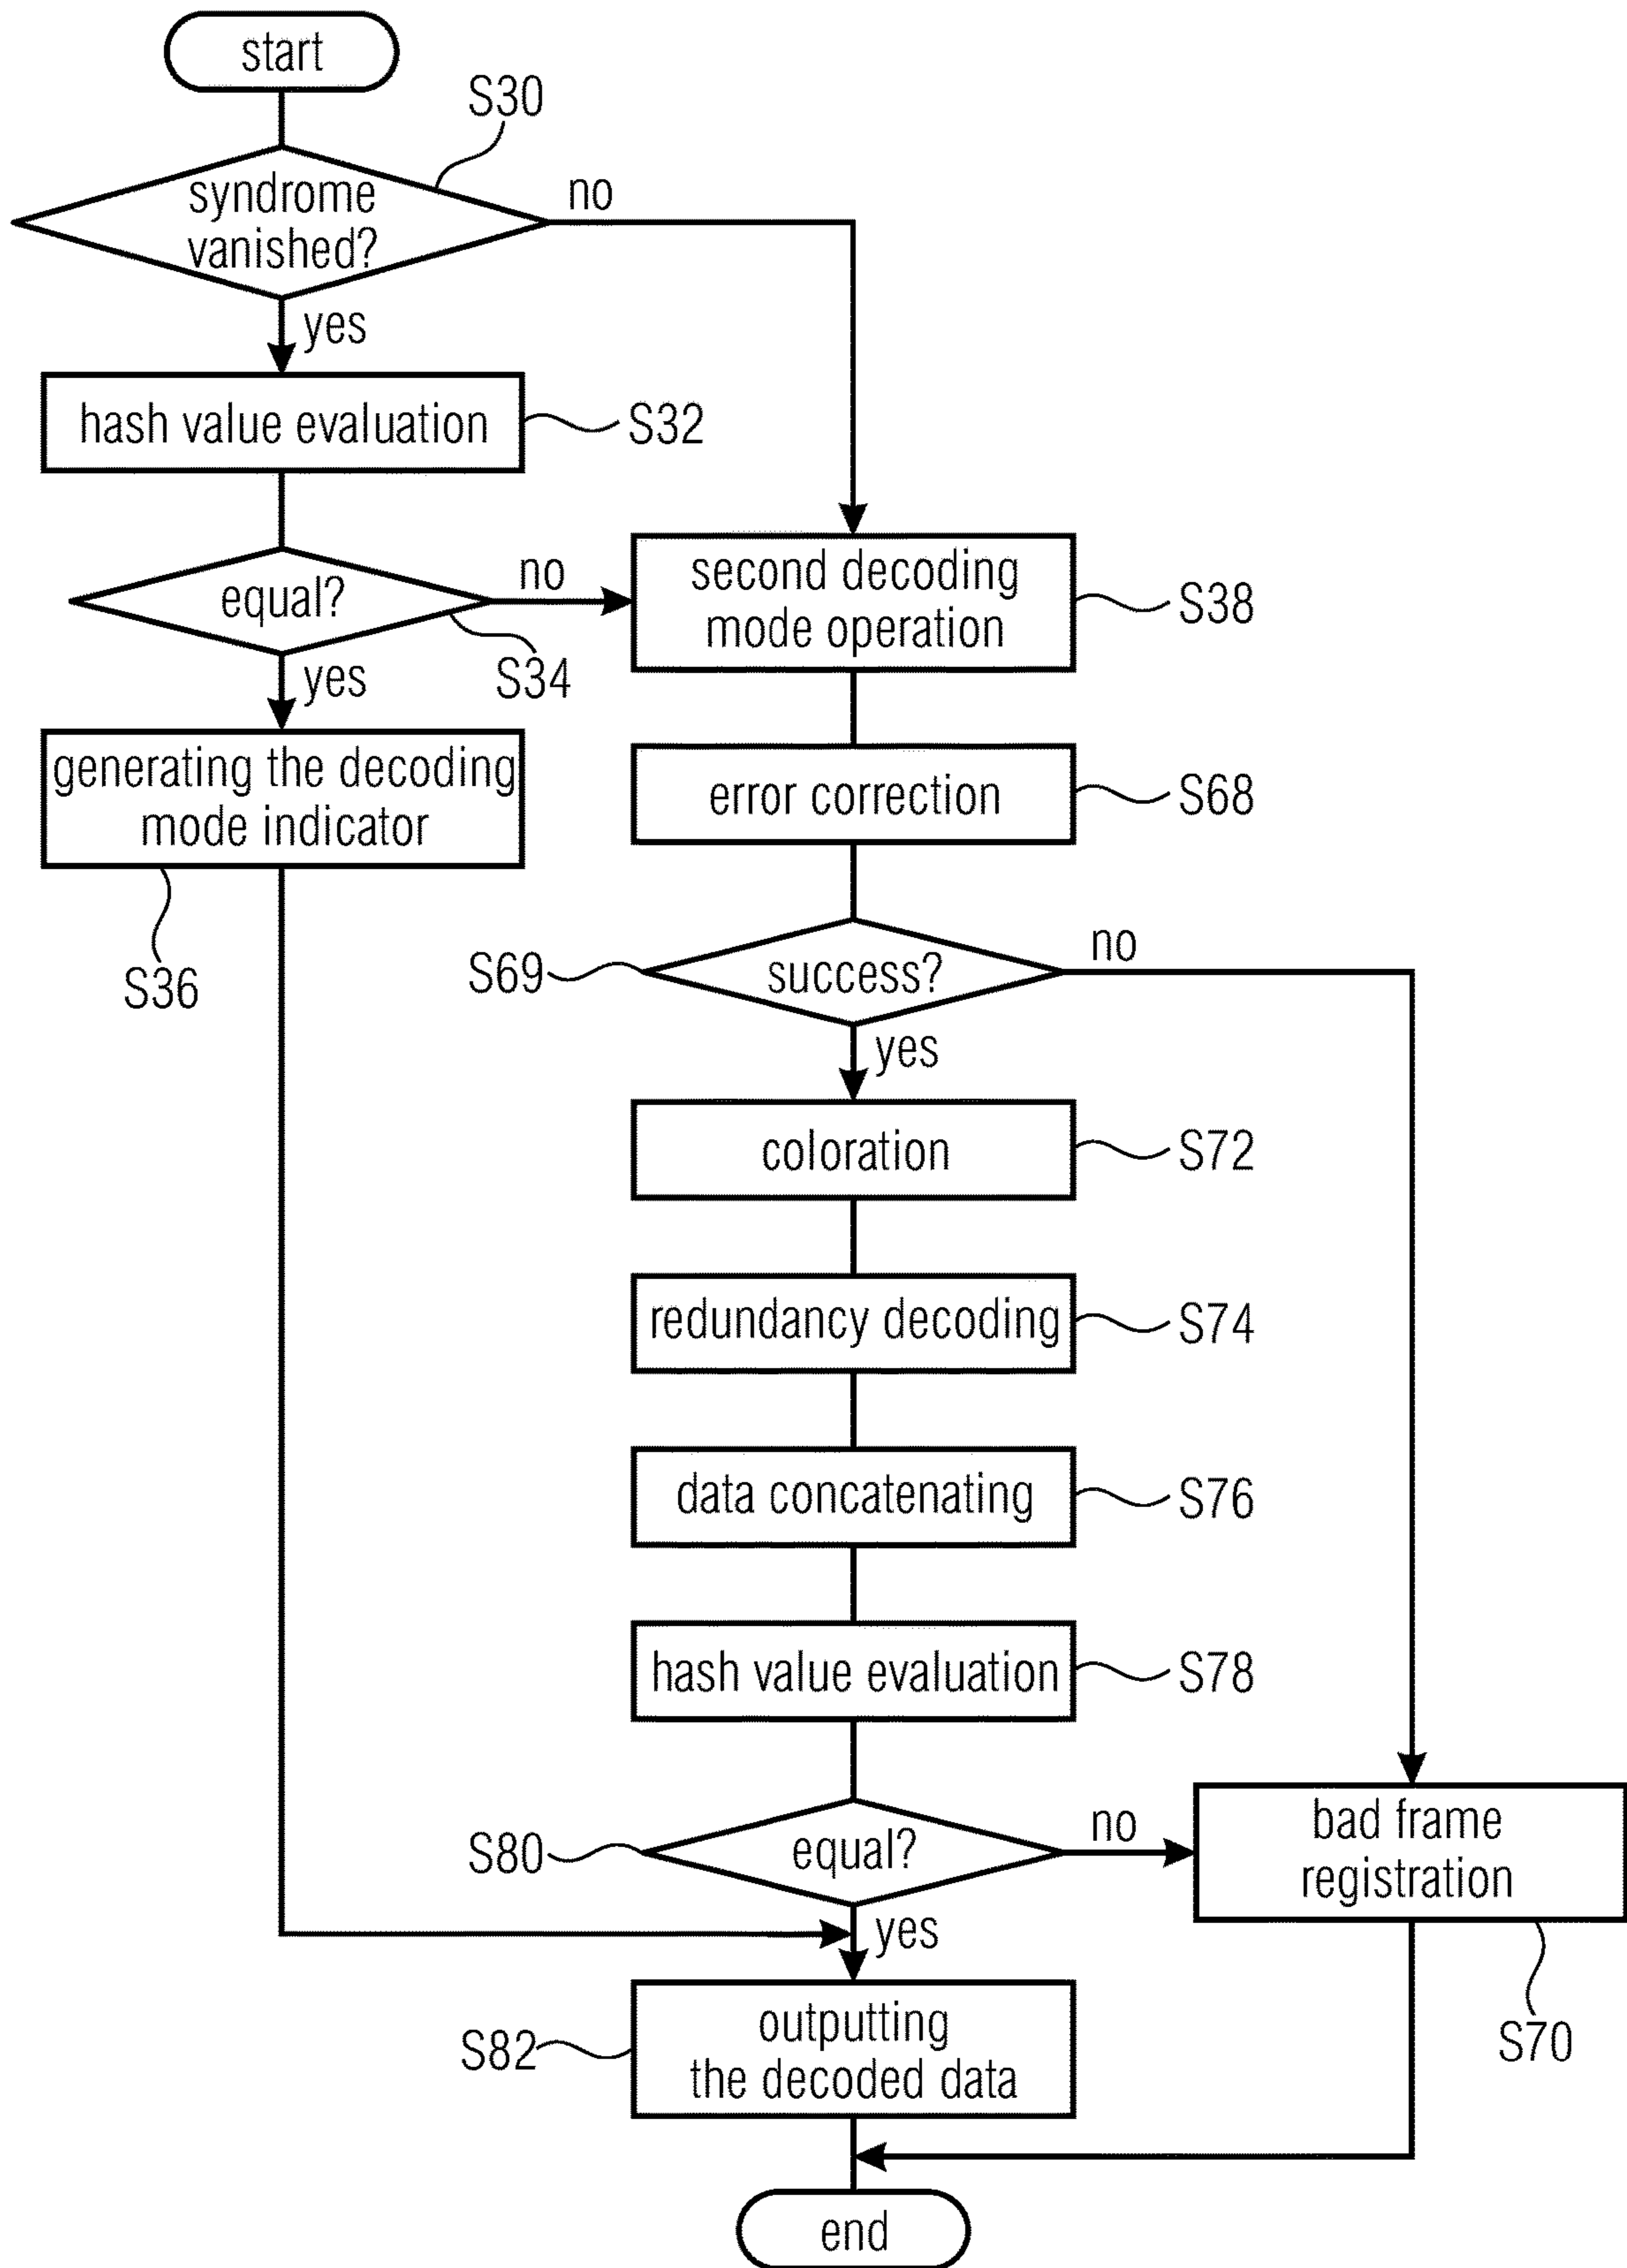 start
S30
syndrome
vanished?
no
yes
hash value evaluation
S32
equal?
no
S34
yes
second decoding
mode operation
S38
generating the decoding
mode indicator
S36
error correction
S68
S69
success?
no
yes
coloration
S72
redundancy decoding
S74
data concatenating
S76
hash value evaluation
S78
S80
equal?
no
yes
bad frame
registration
S70
S82
outputting
the decoded data
end